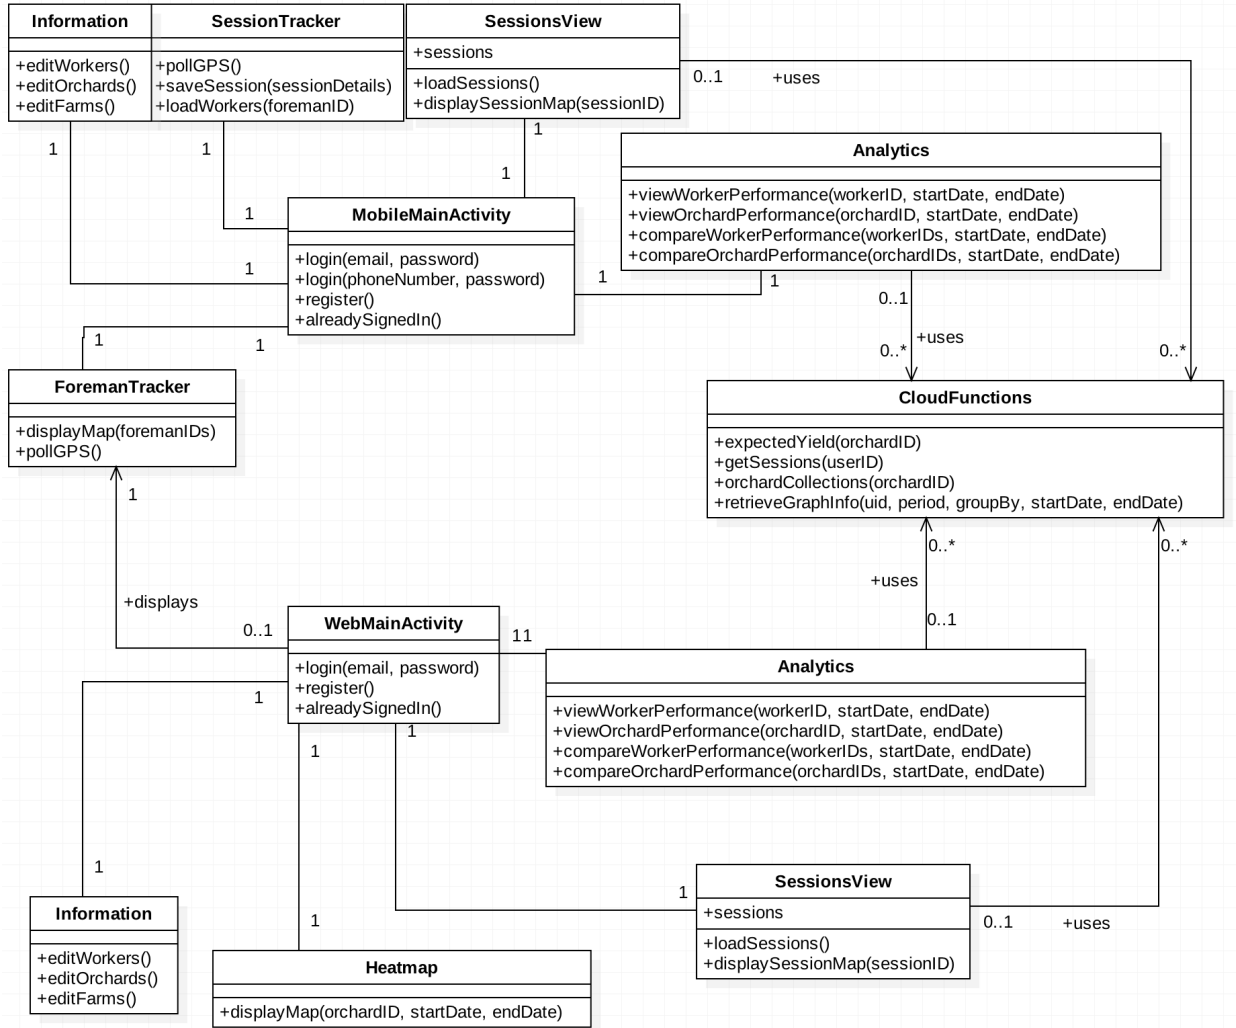 Information
+editWorkers()
+editOrchards()
+editFarms()
SessionTracker
+pollGPS()
+saveSession(sessionDetails)
+loadWorkers(foremanID)
SessionsView
+sessions
+loadSessions()
+displaySessionMap(sessionID)
0..1
+uses
1
1
1
1
Analytics
+viewWorkerPerformance(workerID, startDate, endDate)
+viewOrchardPerformance(orchardID, startDate, endDate)
+compareWorkerPerformance(workerIDs, startDate, endDate)
+compareOrchardPerformance(orchardIDs, startDate, endDate)
1
1
MobileMainActivity
+login(email, password)
+login(phoneNumber, password)
+register()
+alreadySignedIn()
1
1
0..1
+uses
0..*
0..*
1
1
ForemanTracker
+displayMap(foremanIDs)
+pollGPS()
CloudFunctions
+expectedYield(orchardID)
+getSessions(userID)
+orchardCollections(orchardID)
+retrieveGraphInfo(uid, period, groupBy, startDate, endDate)
1
0..*
0..*
+uses
+displays
0..1
0..1
WebMainActivity
+login(email, password)
+register()
+alreadySignedIn()
11
Analytics
+viewWorkerPerformance(workerID, startDate, endDate)
+viewOrchardPerformance(orchardID, startDate, endDate)
+compareWorkerPerformance(workerIDs, startDate, endDate)
+compareOrchardPerformance(orchardIDs, startDate, endDate)
1
1
1
1
1
SessionsView
+sessions
+loadSessions()
+displaySessionMap(sessionID)
0..1
+uses
Information
+editWorkers()
+editOrchards()
+editFarms()
1
Heatmap
+displayMap(orchardID, startDate, endDate)